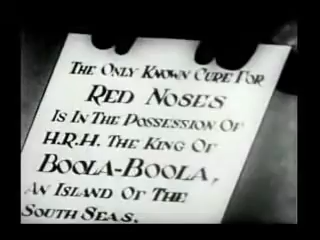 The Only Known Cure For
Red Noses
Is In The Possession Of
H.R.H. The King Of
Boola-Boola,
An Island Of The
South Seas.